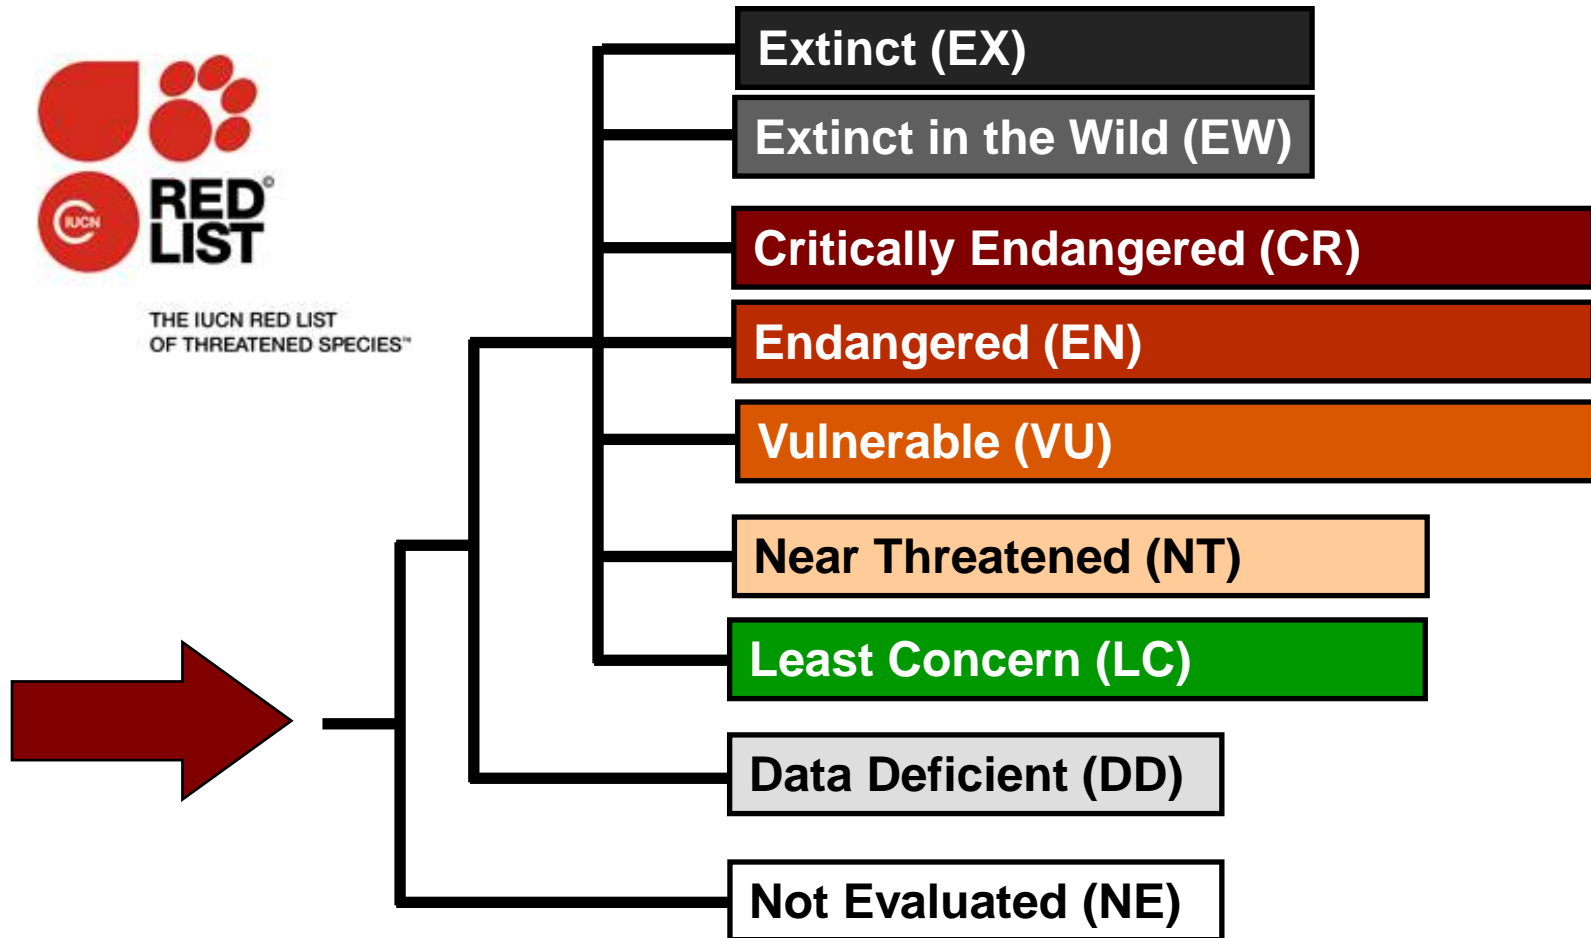 Extinct (EX)
Extinct in the Wild (EW)
IUCN
RED©
LIST
THE IUCN RED LIST
OF THREATENED SPECIES™
Critically Endangered (CR)
Endangered (EN)
Vulnerable (VU)
Near Threatened (NT)
Least Concern (LC)
Data Deficient (DD)
Not Evaluated (NE)